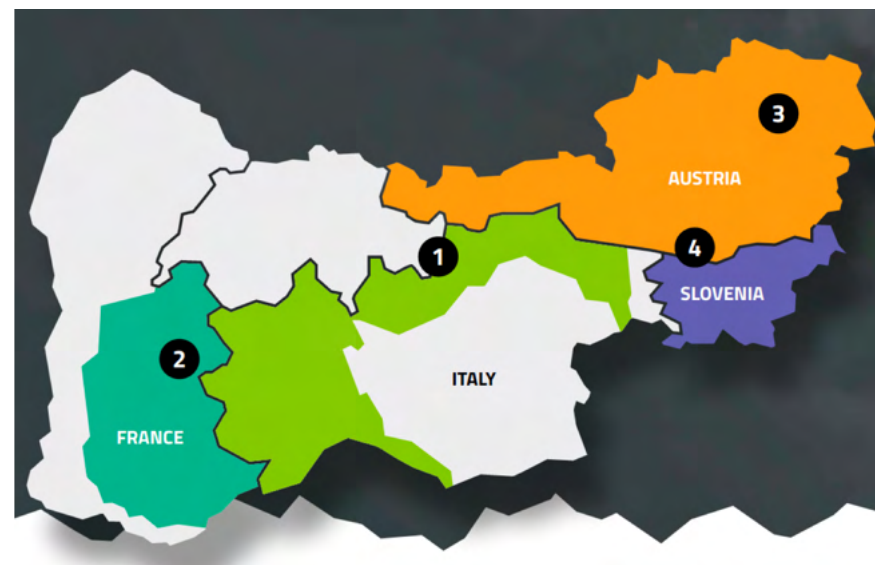 3
AUSTRIA
4
1
SLOVENIA
2
ITALY
FRANCE